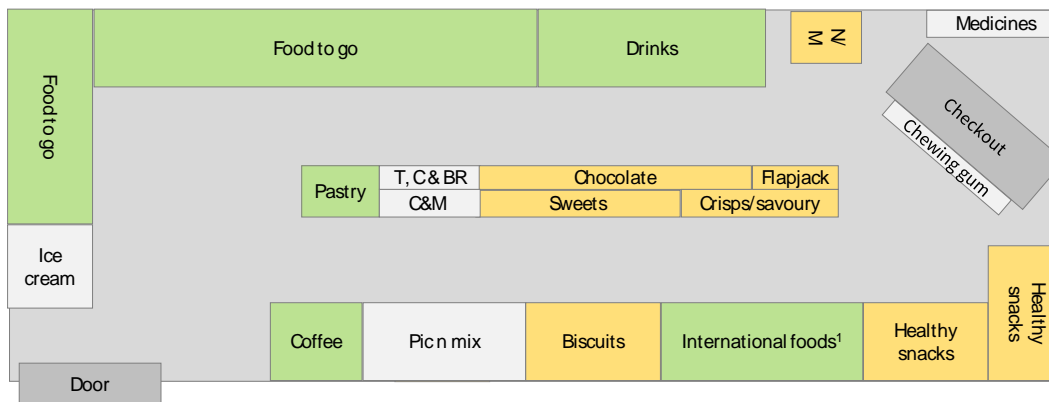 Food to go
Drinks
N/
M
Medicines
Food to go
Checkout
Chewing gum
Pastry
T, C & BR
Chocolate
Flapjack
C&M
Sweets
Crisps/savoury
Ice
cream
Healthy
snacks
Coffee
Pic n mix
Biscuits
International foods¹
Healthy
snacks
Door